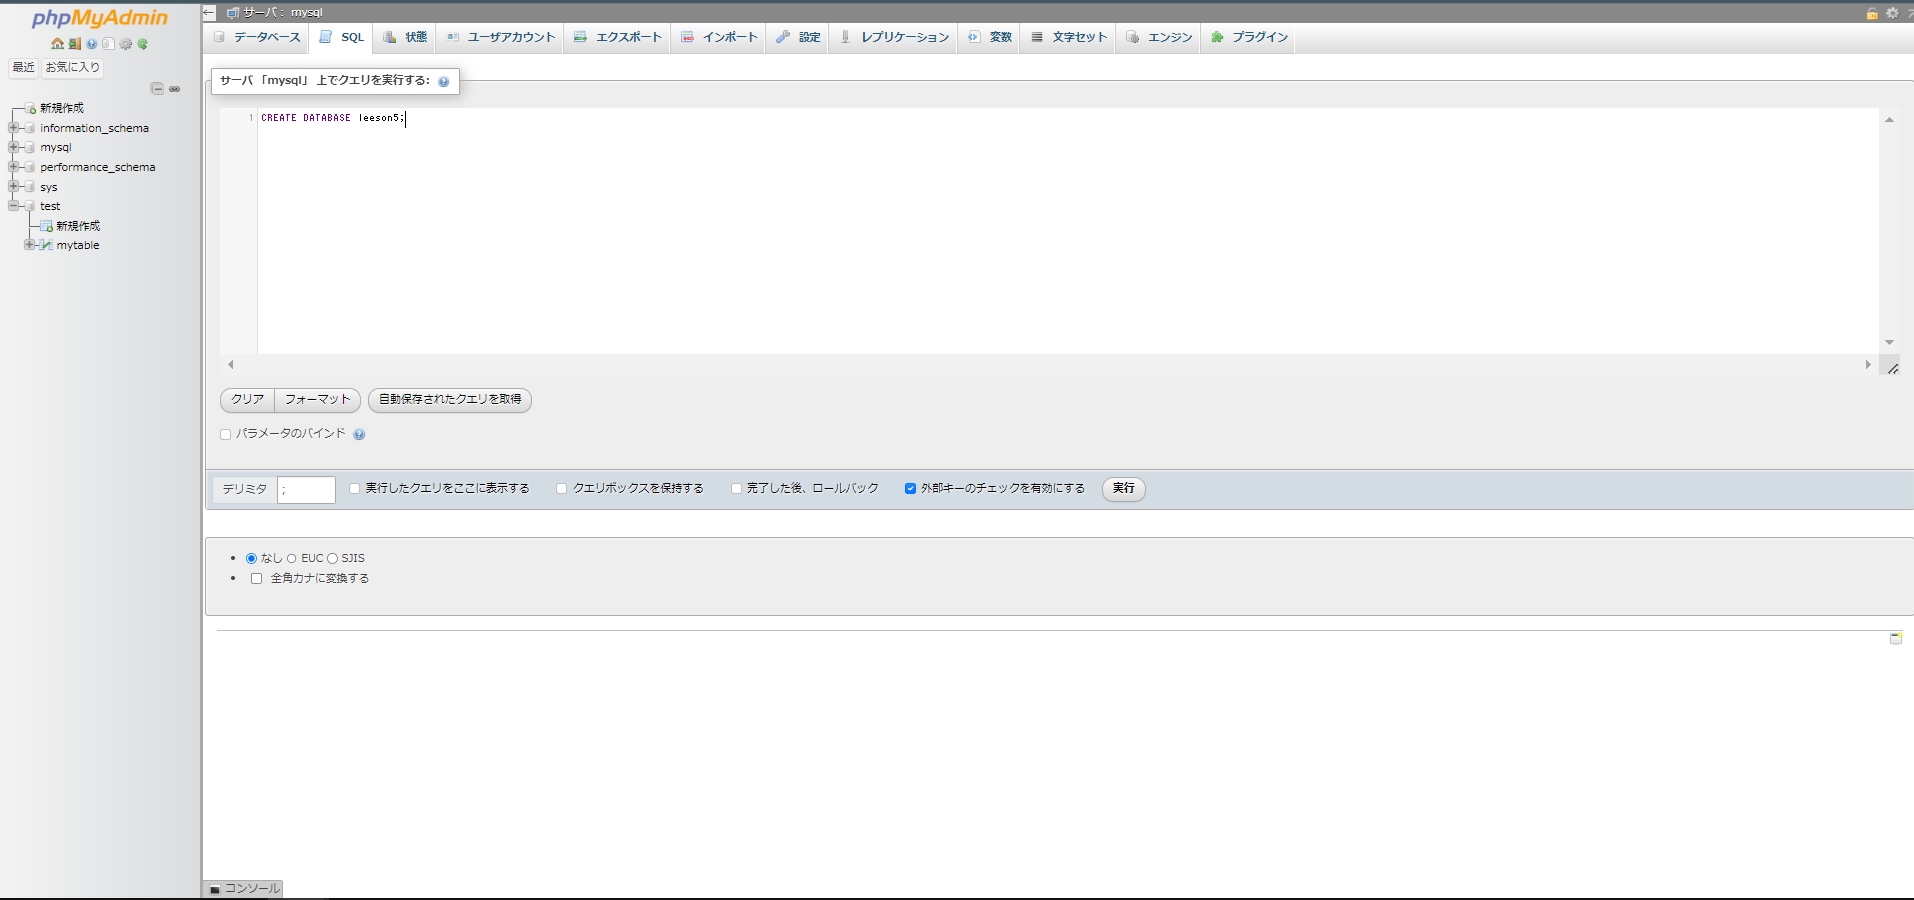 phpMyAdmin
最近 お気に入り
新規作成
information_schema
mysql
performance_schema
sys
test
新規作成
mytable
サーバ: mysql
データベース SQL 状態 ユーザアカウント エクスポート インポート 設定 レプリケーション 変数 文字セット エンジン プラグイン
サーバ 「mysql」 上でクエリを実行する:
1 CREATE DATABASE leeson5;
クリア フォーマット 自動保存されたクエリを取得
パラメータのバインド
デリミタ ; 実行したクエリをここに表示する クエリボックスを保持する 完了した後、ロールバック 外部キーのチェックを有効にする 実行
なし EUC SJIS
全角カナに変換する
コンソール